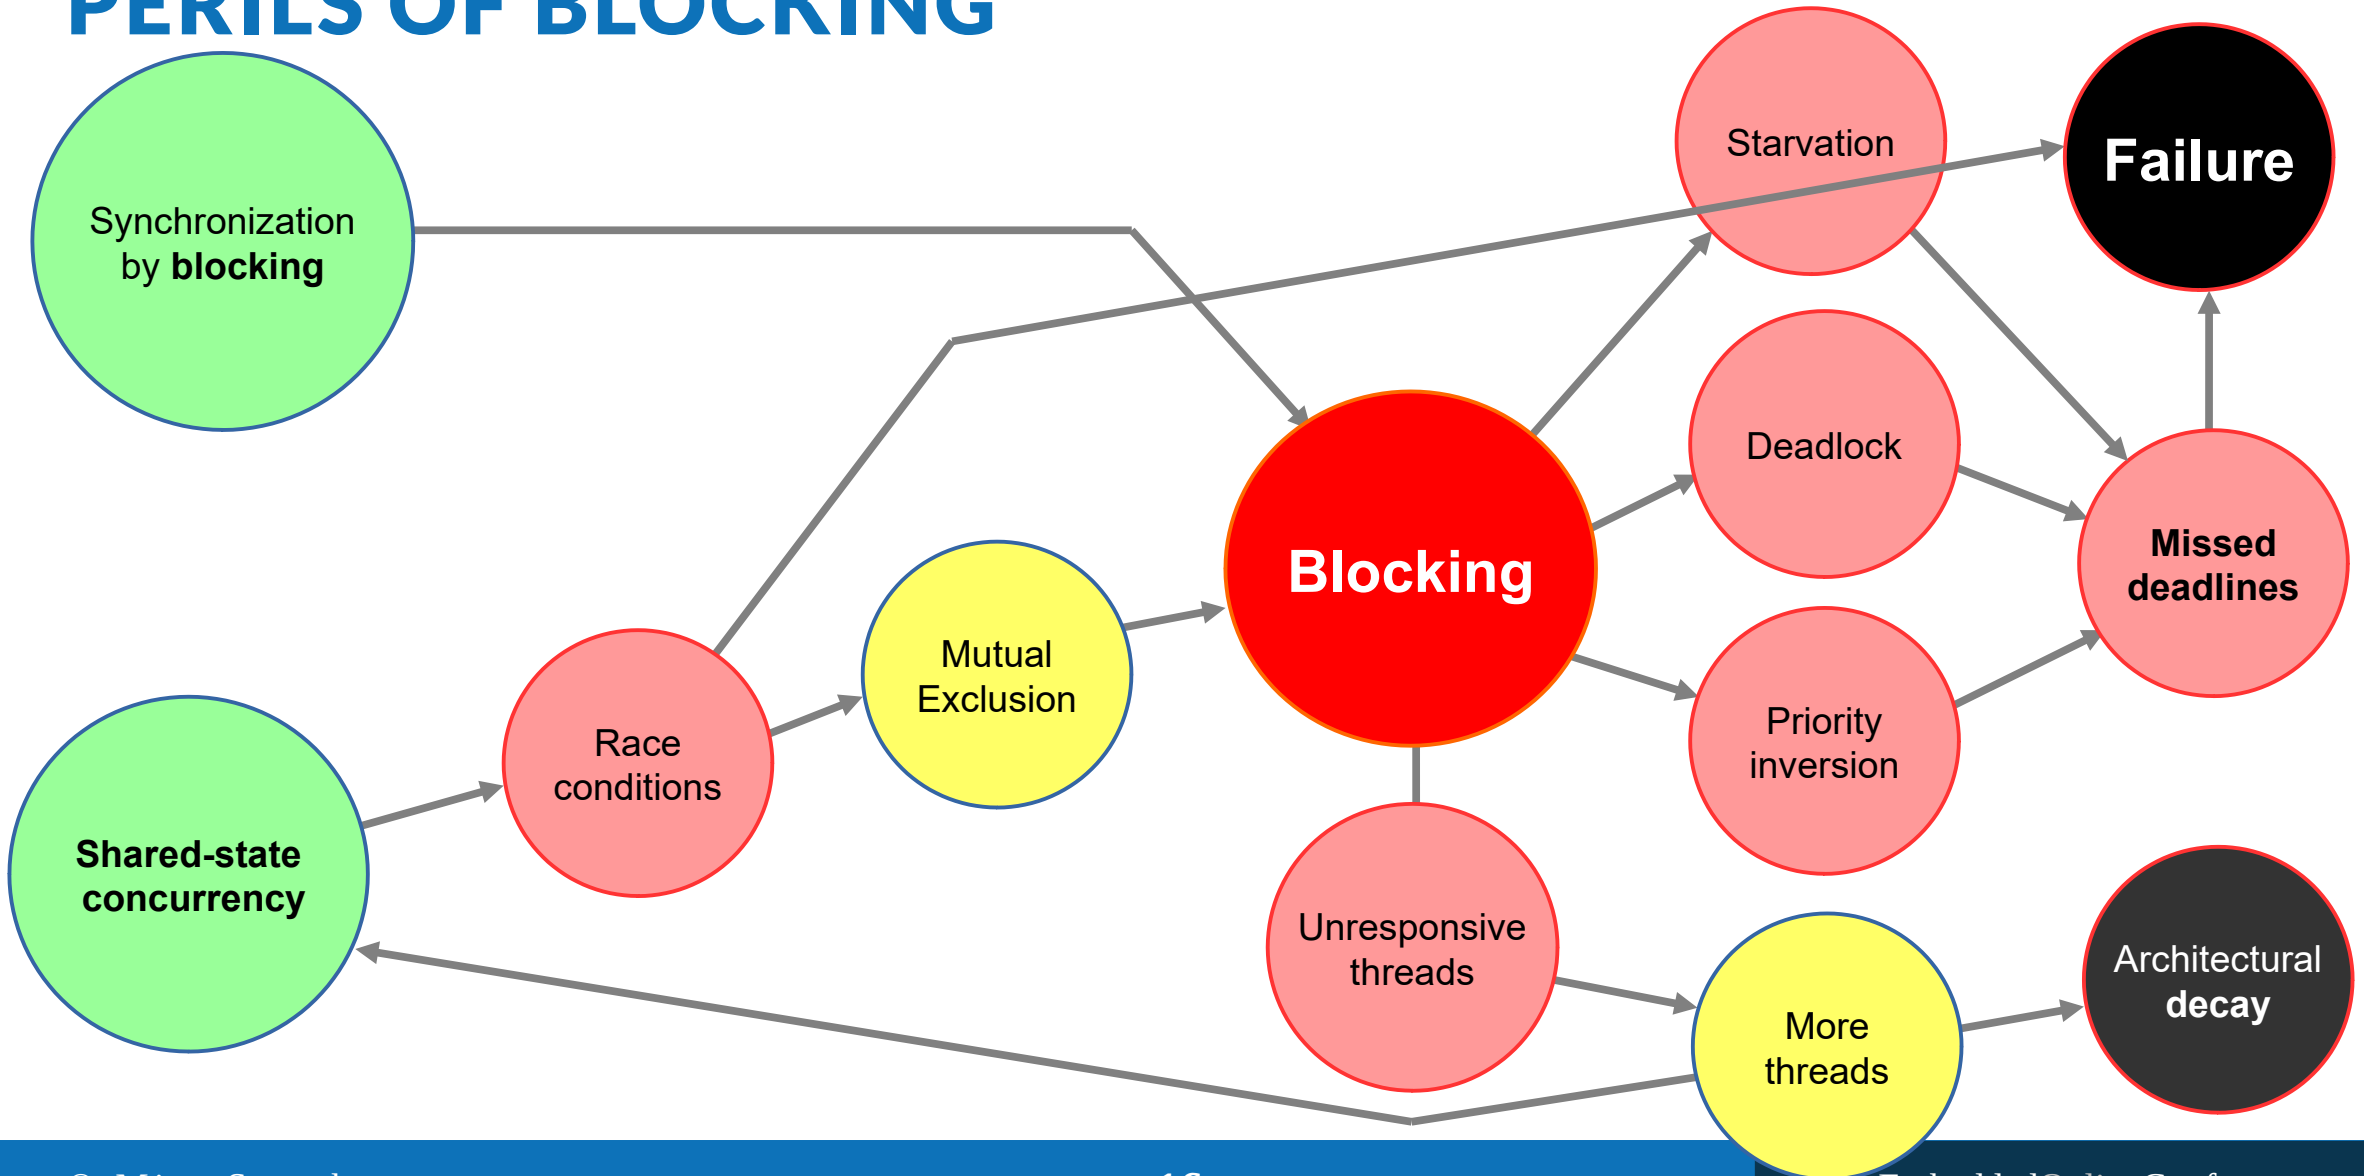 PERILS OF BLOCKING
Synchronization
by blocking
Starvation
Failure
Deadlock
Blocking
Missed
deadlines
Mutual
Exclusion
Race
conditions
Priority
inversion
Shared-state
concurrency
Unresponsive
threads
More
threads
Architectural
decay